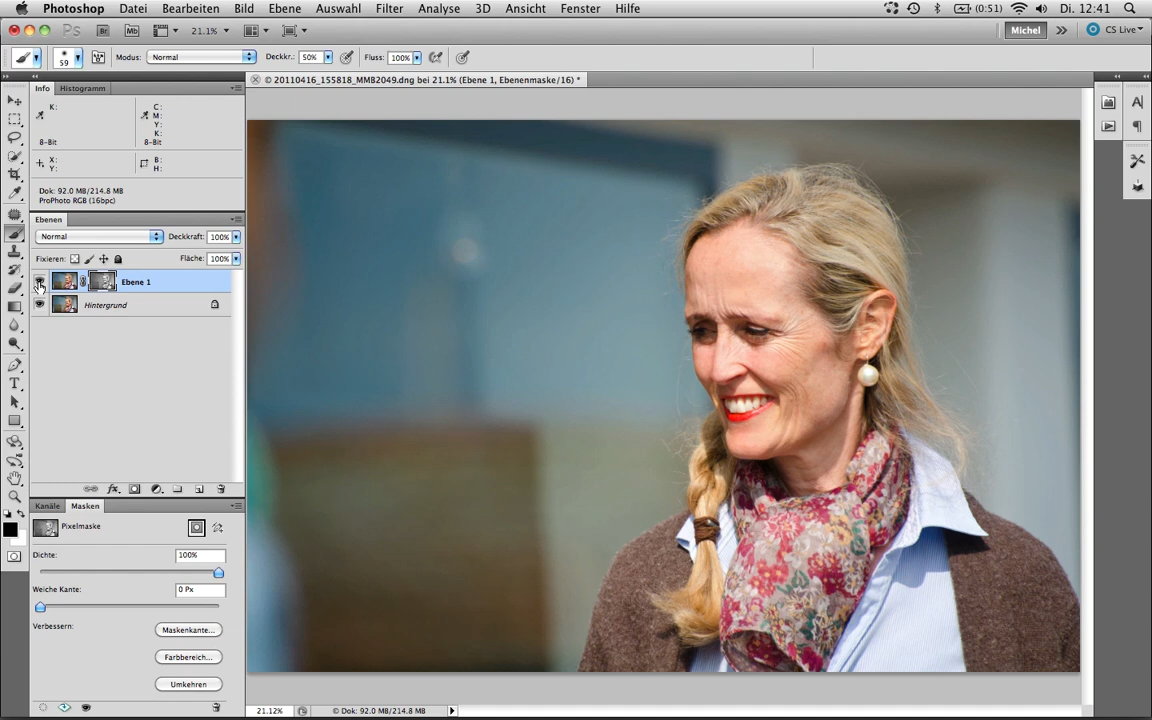 Photoshop Datei Bearbeiten Bild Ebene Auswahl Filter Analyse 3D Ansicht Fenster Hilfe (0:51) Di. 12:41
Ps Br Mb 21.1% Michel CS Live
59 Modus: Normal Deckkr.: 50% Fluss: 100%
© 20110416_155818_MMB2049.dng bei 21.1% (Ebene 1, Ebenenmaske/16) *
Info Histogramm
K: C:
M:
Y:
K:
8-Bit 8-Bit
X: B:
Y: H:
Dok: 92.0 MB/214.8 MB
ProPhoto RGB (16bpc)
Ebenen
Normal Deckkraft: 100%
Fixieren: Fläche: 100%
Ebene 1
Hintergrund
Kanäle Masken
Pixelmaske
Dichte: 100%
Weiche Kante: 0 Px
Verbessern: Maskenkante...
Farbbereich...
Umkehren
21.12% © Dok: 92.0 MB/214.8 MB